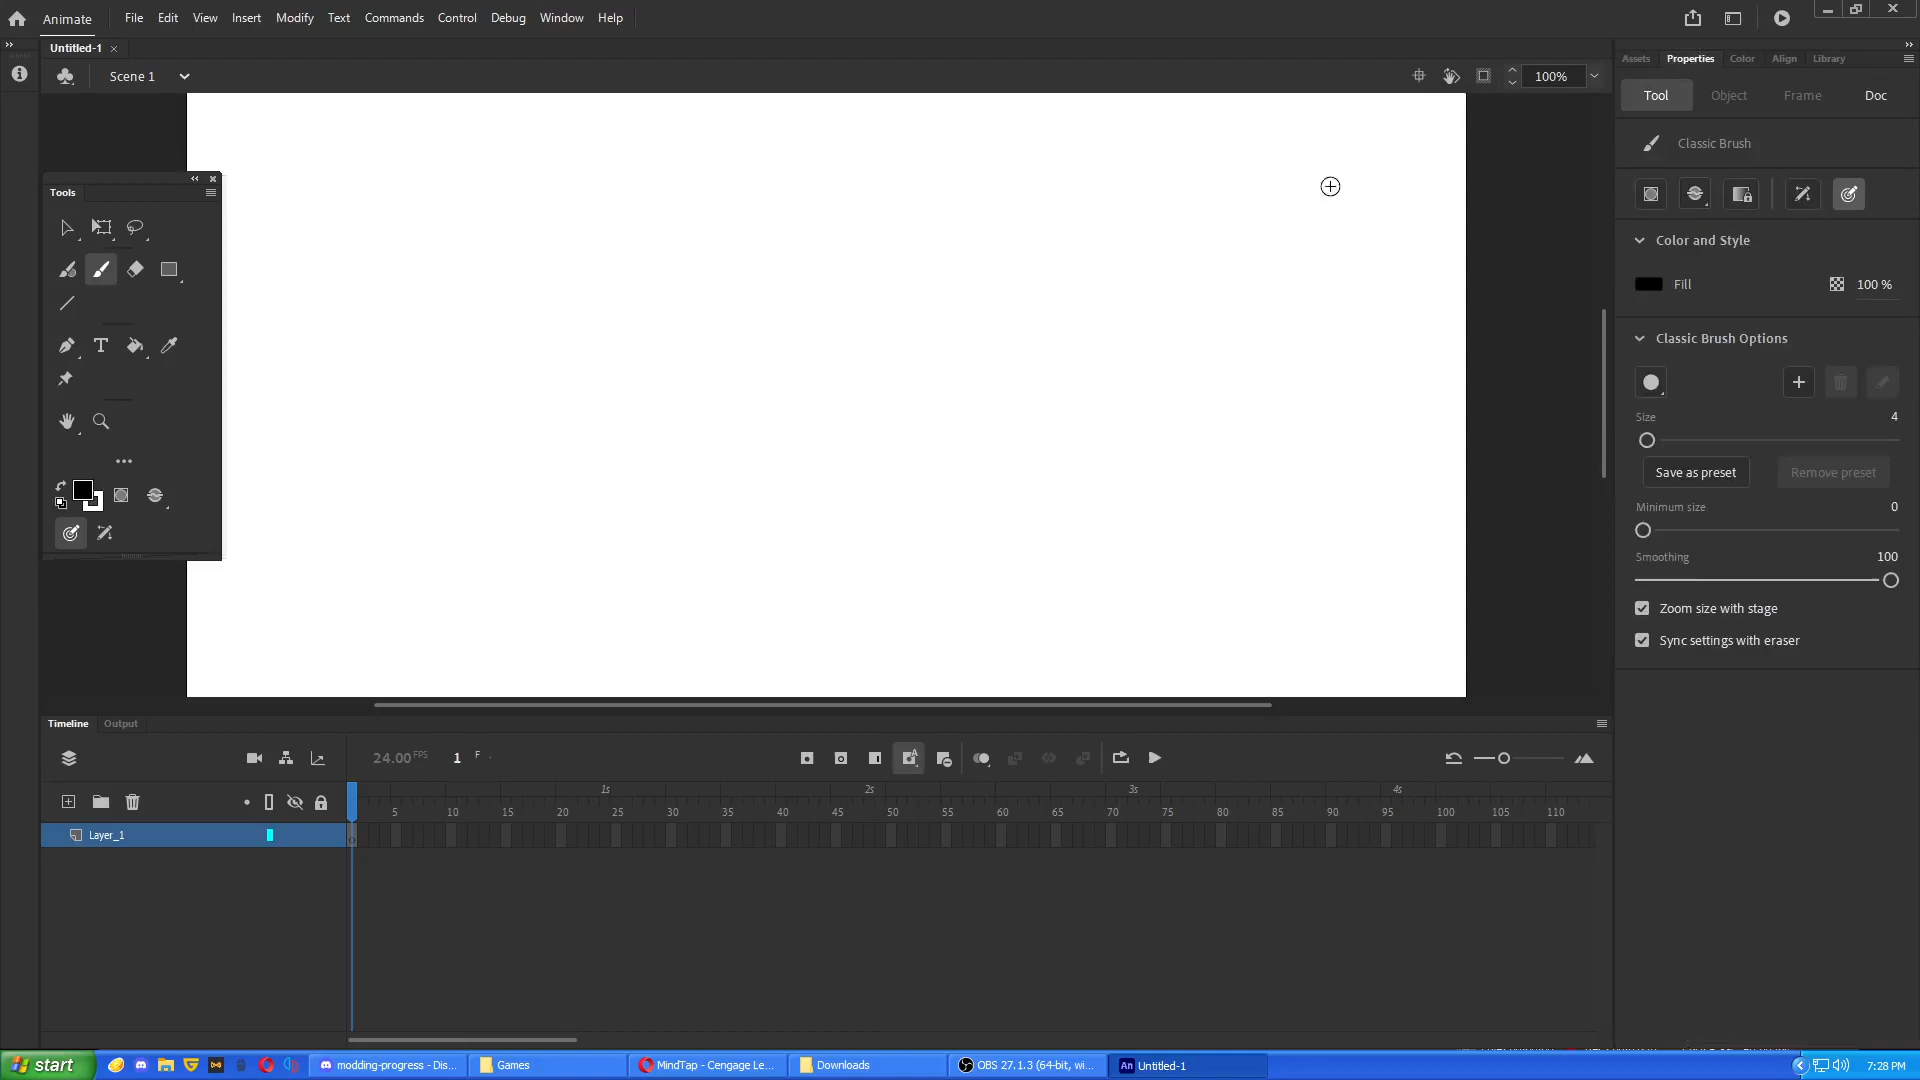 Animate
File Edit View Insert Modify Text Commands Control Debug Window Help
Untitled-1
Scene 1
100%
Assets Properties Color Align Library
Tool Object Frame Doc
Classic Brush
Tools
Color and Style
Fill 100 %
Classic Brush Options
Size 4
Save as preset Remove preset
Minimum size 0
Smoothing 100
Zoom size with stage
Sync settings with eraser
Timeline Output
24.00 FPS 1 F
1s 2s 3s 4s
5 10 15 20 25 30 35 40 45 50 55 60 65 70 75 80 85 90 95 100 105 110
Layer_1
start modding-progress - Dis... Games MindTap - Cengage Le... Downloads OBS 27.1.3 (64-bit, wi... An Untitled-1 7:28 PM